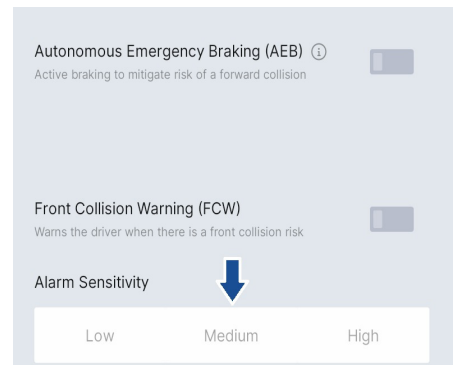 Autonomous Emergency Braking (AEB)
Active braking to mitigate risk of a forward collision
Front Collision Warning (FCW)
Warns the driver when there is a front collision risk
Alarm Sensitivity
Low Medium High